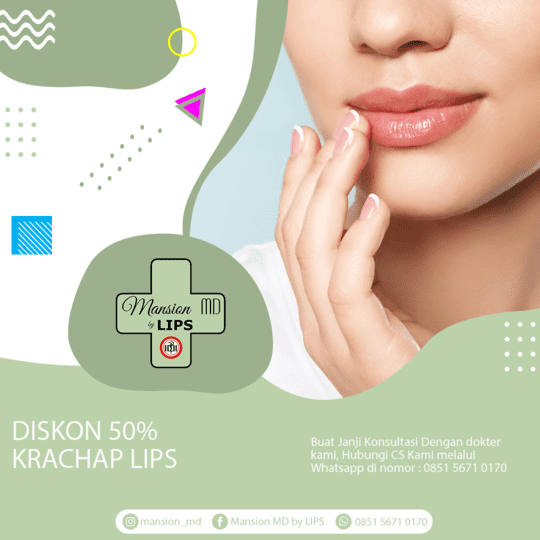 Mansion MD
by LIPS
DISKON 50%
KRACHAP LIPS
Buat Janji Konsultasi Dengan dokter
kami, Hubungi CS Kami melalui
Whatsapp di nomor : 0851 5671 0170
mansion_md
Mansion MD by LIPS
0851 5671 0170